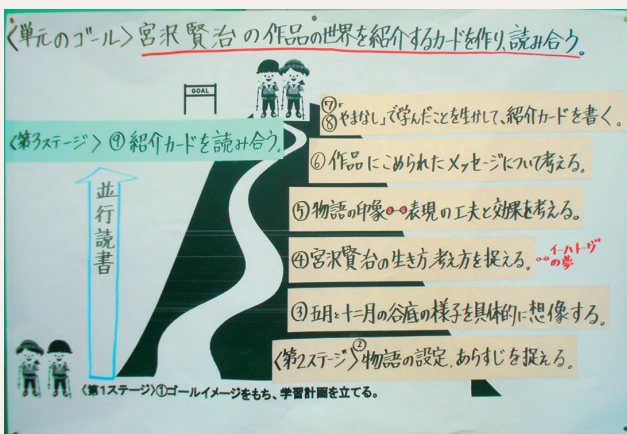 〈単元のゴール〉宮沢賢治の作品の世界を紹介するカードを作り、読み合う。
GOAL
⑦⑧「やまなし」で学んだことを生かして、紹介カードを書く。
〈第3ステージ〉⑨紹介カードを読み合う。
⑥作品にこめられたメッセージについて考える。
並行読書
⑤物語の印象 表現の工夫と効果を考える。
④宮沢賢治の生き方、考え方を捉える。
イーハトーヴの夢
③五月と十二月の谷底の様子を具体的に想像する。
〈第2ステージ〉②物語の設定、あらすじを捉える。
〈第1ステージ〉①ゴールイメージをもち、学習計画を立てる。